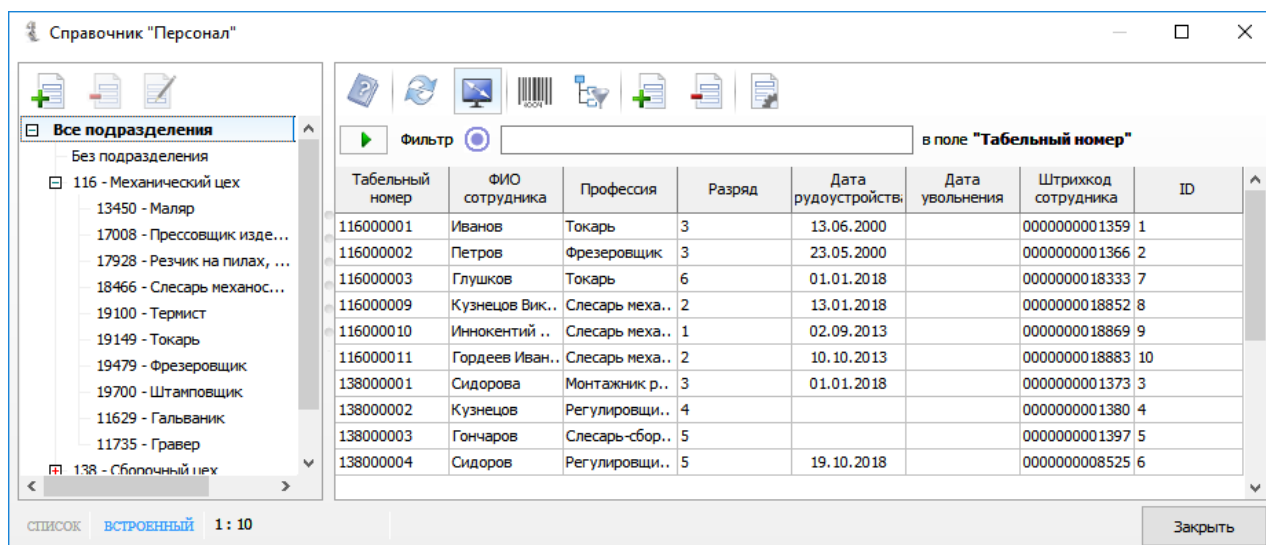 Справочник "Персонал"
Фильтр в поле "Табельный номер"
Все подразделения
Без подразделения
116 - Механический цех
13450 - Маляр
17008 - Прессовщик изде...
17928 - Резчик на пилах, ...
18466 - Слесарь механос...
19100 - Термист
19149 - Токарь
19479 - Фрезеровщик
19700 - Штамповщик
11629 - Гальваник
11735 - Гравер
138 - Сборочный цех
Табельный номер ФИО сотрудника Профессия Разряд Дата рудоустройств Дата увольнения Штрихкод сотрудника ID
116000001 Иванов Токарь 3 13.06.2000 0000000001359 1
116000002 Петров Фрезеровщик 3 23.05.2000 0000000001366 2
116000003 Глушков Токарь 6 01.01.2018 0000000018333 7
116000009 Кузнецов Вик.. Слесарь меха.. 2 13.01.2018 0000000018852 8
116000010 Иннокентий .. Слесарь меха.. 1 02.09.2013 0000000018869 9
116000011 Гордеев Иван.. Слесарь меха.. 2 10.10.2013 0000000018883 10
138000001 Сидорова Монтажник р.. 3 01.01.2018 0000000001373 3
138000002 Кузнецов Регулировщи.. 4 0000000001380 4
138000003 Гончаров Слесарь-сбор.. 5 0000000001397 5
138000004 Сидоров Регулировщи.. 5 19.10.2018 0000000008525 6
СПИСОК ВСТРОЕННЫЙ 1 : 10
Закрыть